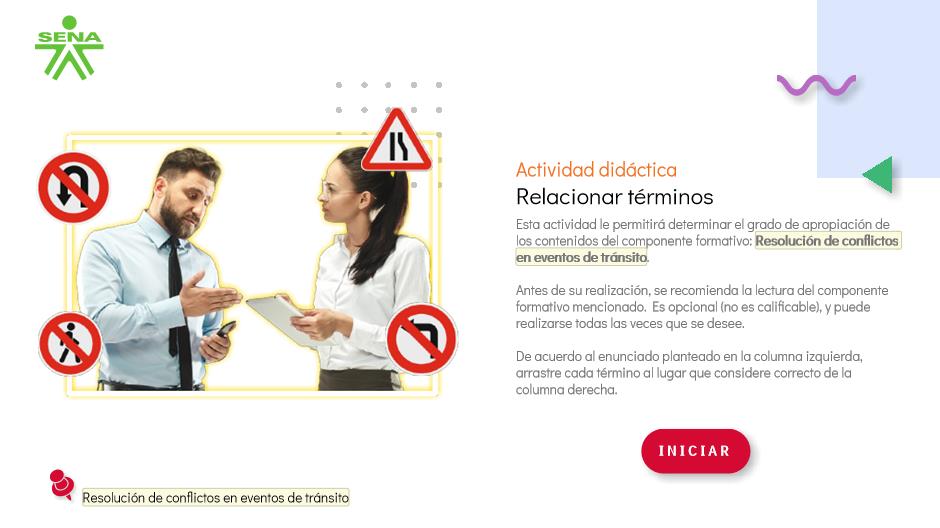 SENA
Actividad didáctica
Relacionar términos
Esta actividad le permitirá determinar el grado de apropiación de
los contenidos del componente formativo: Resolución de conflictos
en eventos de tránsito.
Antes de su realización, se recomienda la lectura del componente
formativo mencionado. Es opcional (no es calificable), y puede
realizarse todas las veces que se desee.
De acuerdo al enunciado planteado en la columna izquierda,
arrastre cada término al lugar que considere correcto de la
columna derecha.
INICIAR
Resolución de conflictos en eventos de tránsito